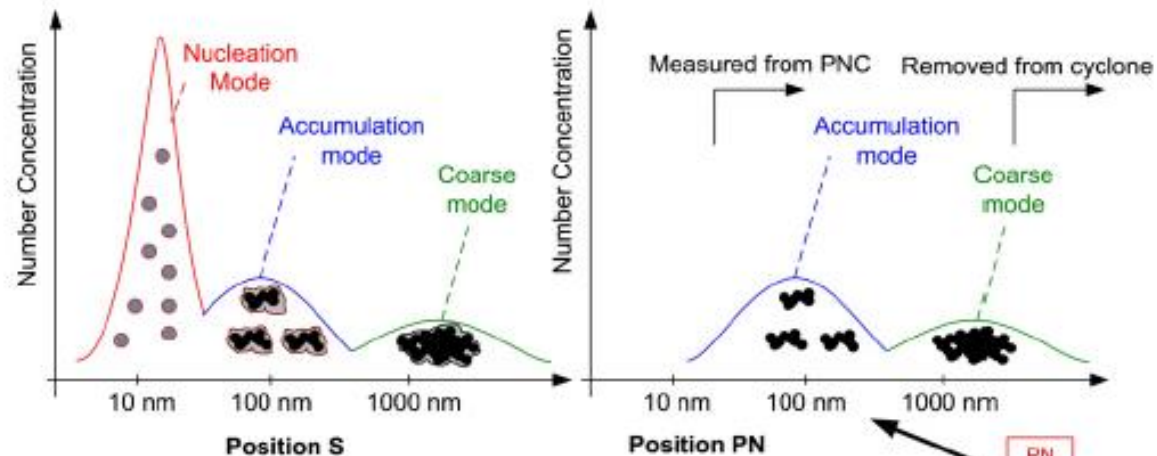 Number Concentration
Nucleation
Mode
Accumulation
mode
Coarse
mode
10 nm
100 nm
1000 nm
Position S
Number Concentration
Measured from PNC
Removed from cyclone
Accumulation
mode
Coarse
mode
10 nm
100 nm
1000 nm
Position PN
PN